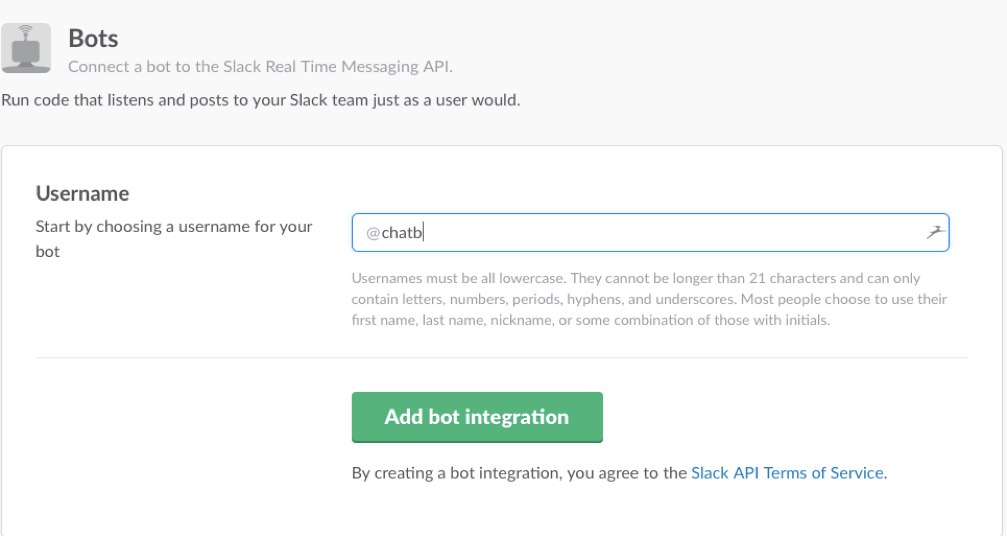 Bots
Connect a bot to the Slack Real Time Messaging API.
Run code that listens and posts to your Slack team just as a user would.
Username
Start by choosing a username for your
bot
@chatb
Usernames must be all lowercase. They cannot be longer than 21 characters and can only
contain letters, numbers, periods, hyphens, and underscores. Most people choose to use their
first name, last name, nickname, or some combination of those with initials.
Add bot integration
By creating a bot integration, you agree to the Slack API Terms of Service.